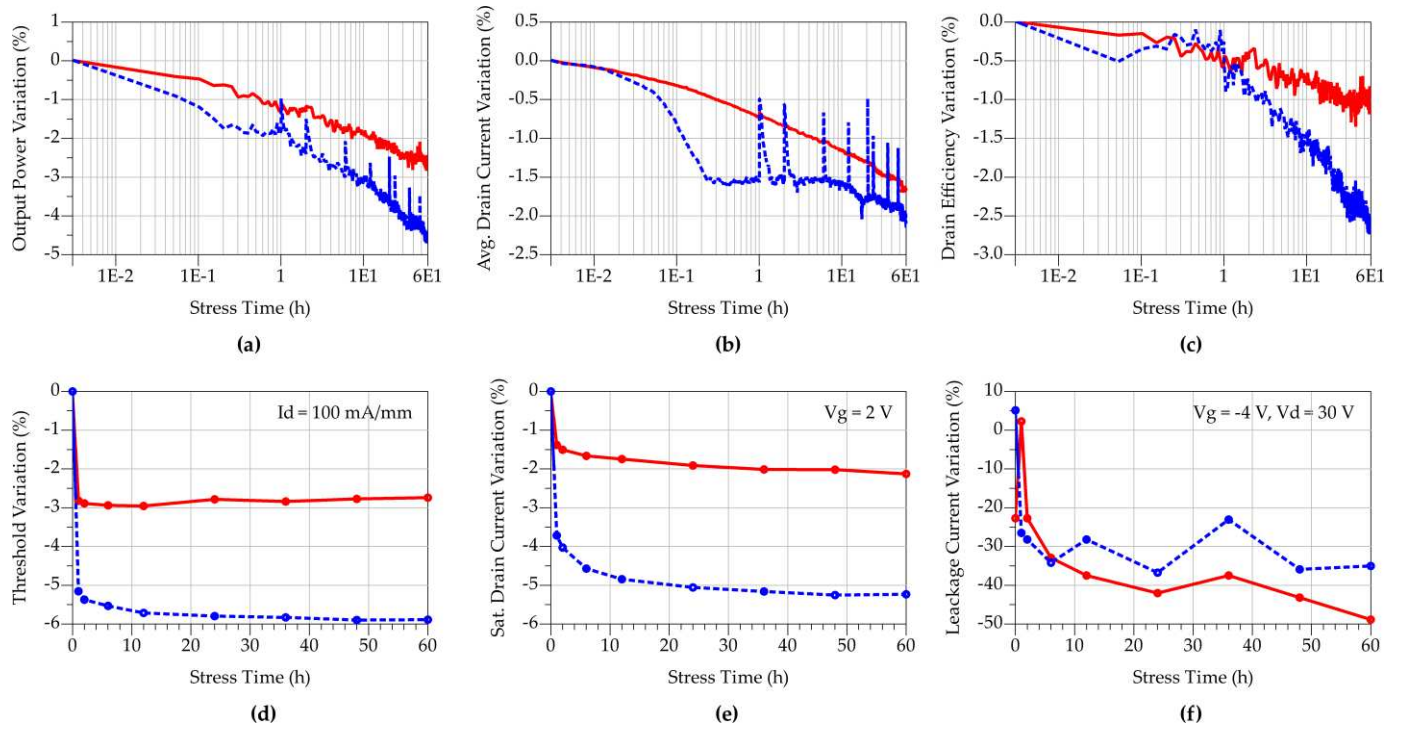 Output Power Variation (%)
1
0
-1
-2
-3
-4
-5
1E-2
1E-1
1
1E1
6E1
Stress Time (h)
(a)
Avg. Drain Current Variation (%)
0.5
0.0
-0.5
-1.0
-1.5
-2.0
-2.5
1E-2
1E-1
1
1E1
6E1
Stress Time (h)
(b)
Drain Efficiency Variation (%)
0.0
-0.5
-1.0
-1.5
-2.0
-2.5
-3.0
1E-2
1E-1
1
1E1
6E1
Stress Time (h)
(c)
Threshold Variation (%)
0
-1
-2
-3
-4
-5
-6
Id = 100 mA/mm
0
10
20
30
40
50
60
Stress Time (h)
(d)
Sat. Drain Current Variation (%)
0
-1
-2
-3
-4
-5
-6
Vg = 2 V
0
10
20
30
40
50
60
Stress Time (h)
(e)
Leackage Current Variation (%)
10
0
-10
-20
-30
-40
-50
Vg = -4 V, Vd = 30 V
0
10
20
30
40
50
60
Stress Time (h)
(f)